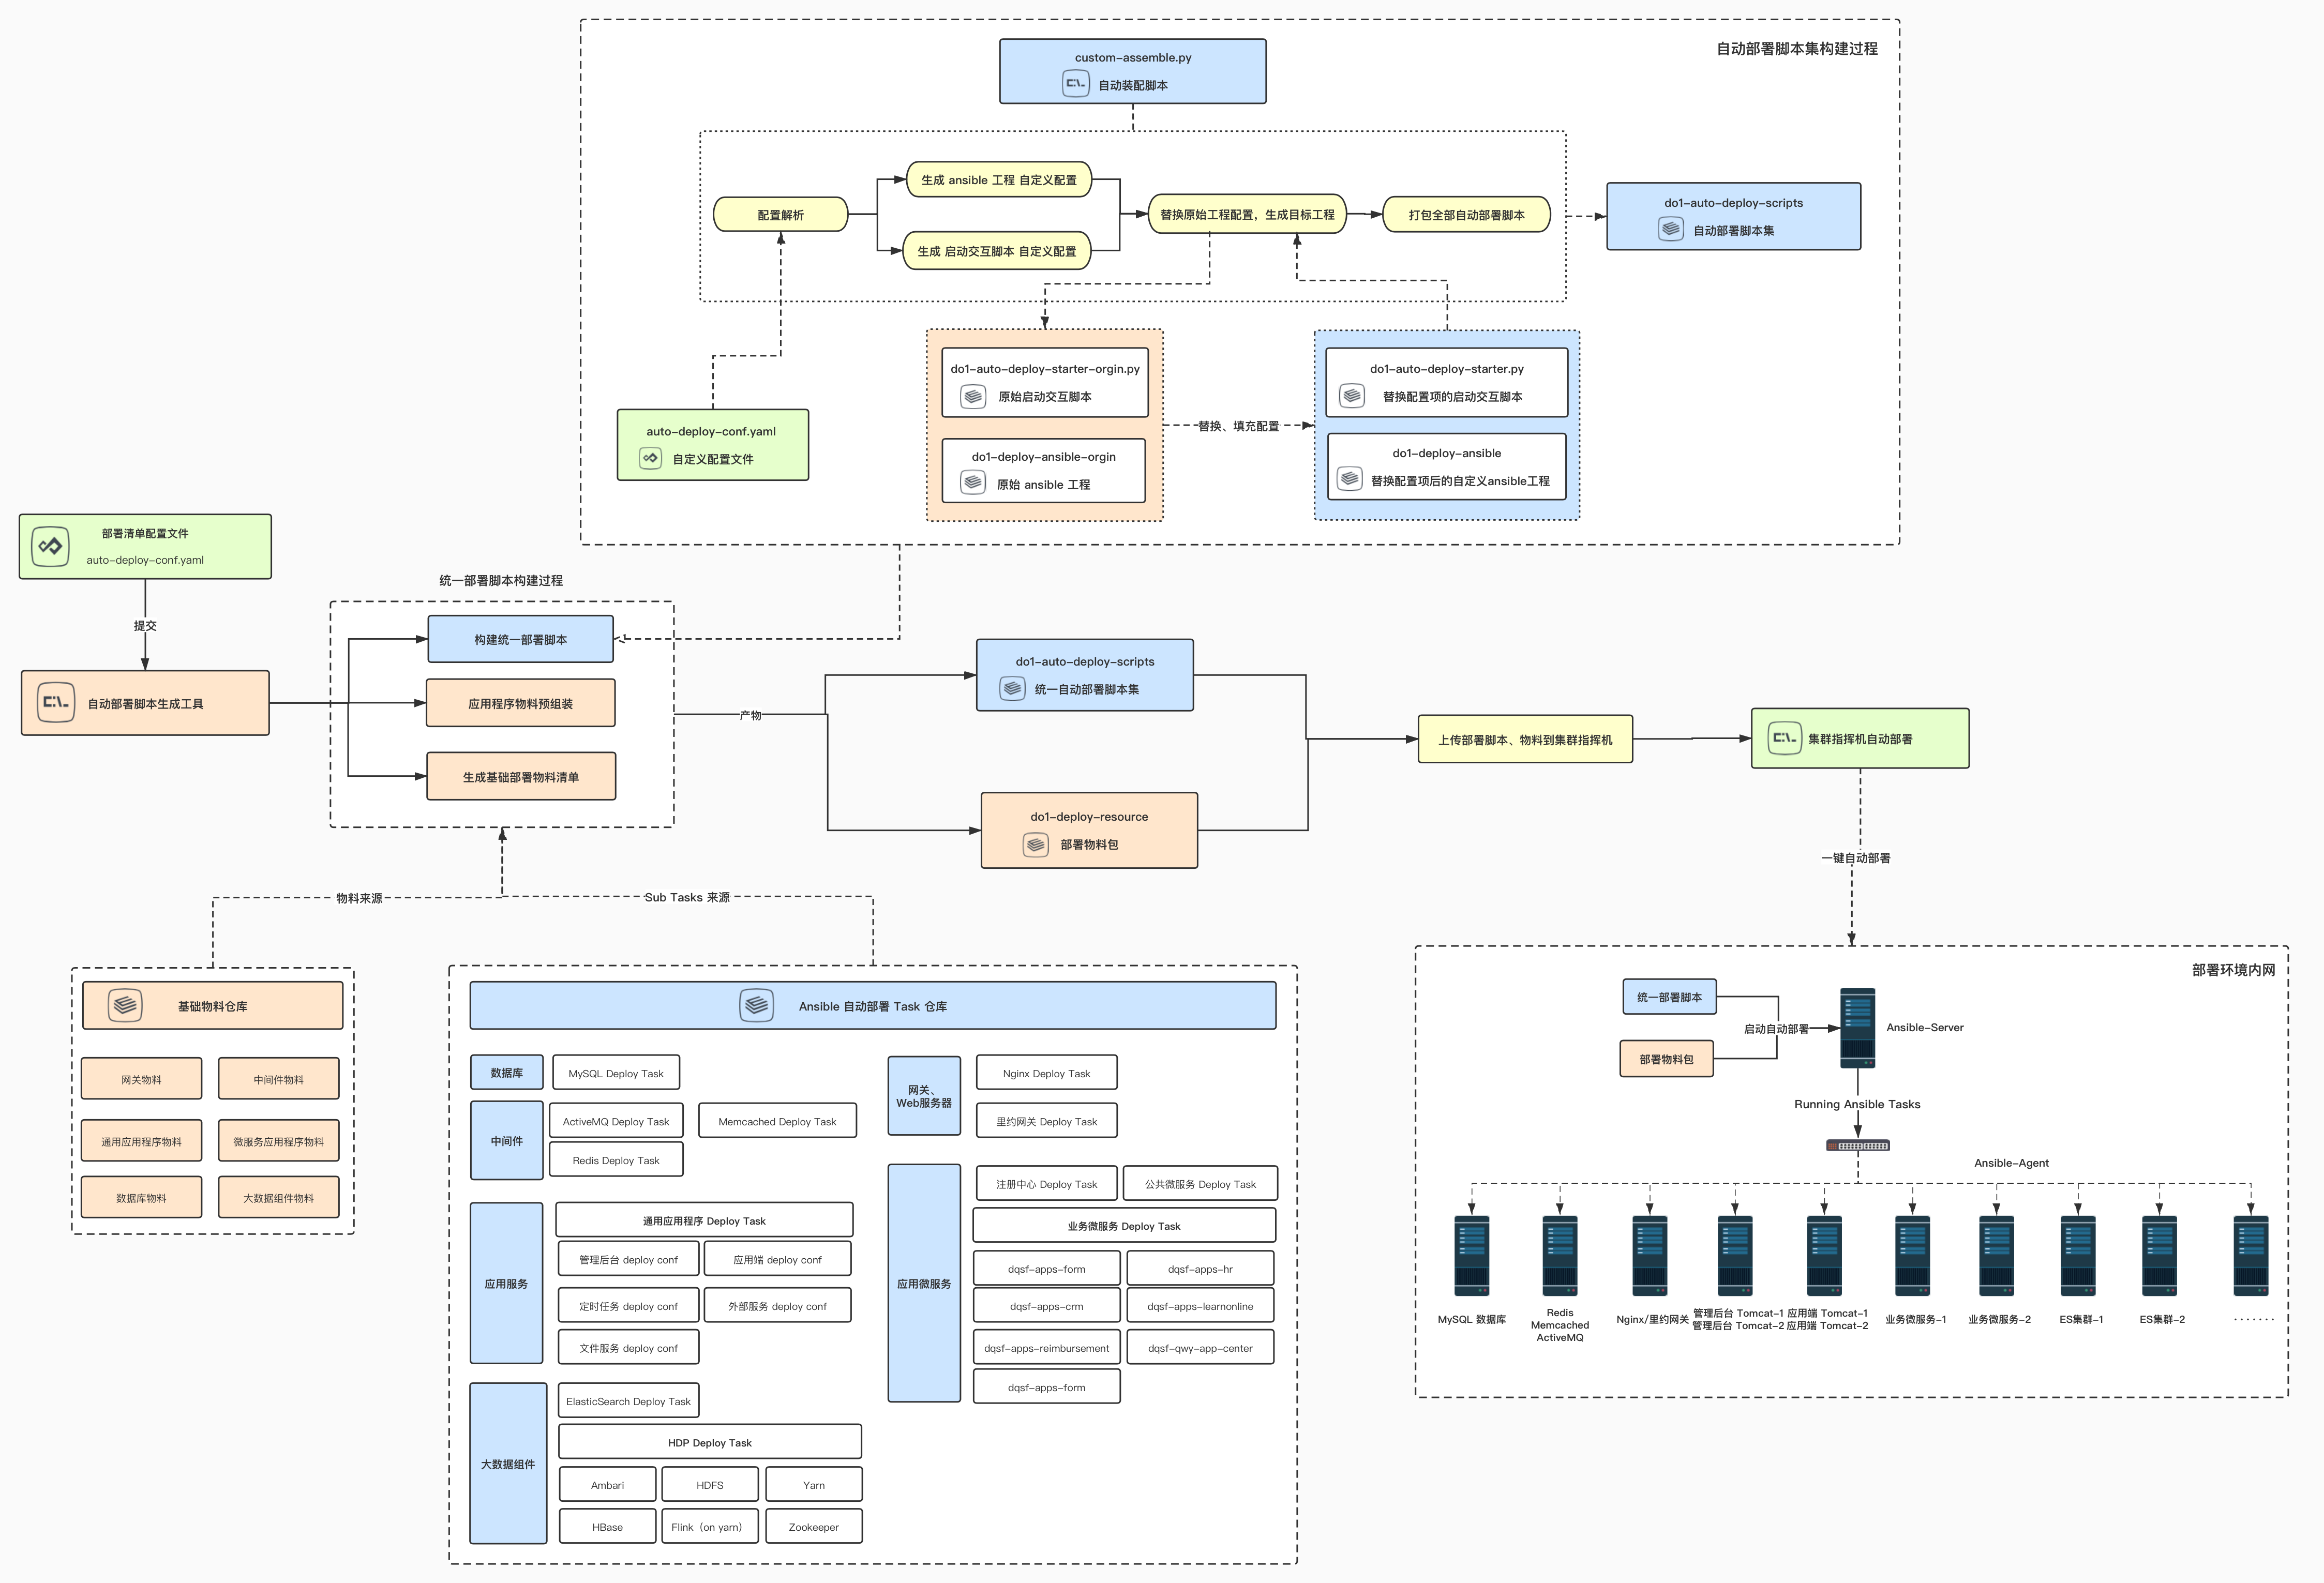 自动部署脚本集构建过程
custom-assemble.py
自动装配脚本
配置解析
生成 ansible 工程 自定义配置
生成 启动交互脚本 自定义配置
替换原始工程配置，生成目标工程
打包全部自动部署脚本
do1-auto-deploy-scripts
自动部署脚本集
auto-deploy-conf.yaml
自定义配置文件
do1-auto-deploy-starter-orgin.py
原始启动交互脚本
do1-deploy-ansible-orgin
原始 ansible 工程
替换、填充配置
do1-auto-deploy-starter.py
替换配置项的启动交互脚本
do1-deploy-ansible
替换配置项后的自定义ansible工程
部署清单配置文件
auto-deploy-conf.yaml
提交
自动部署脚本生成工具
统一部署脚本构建过程
构建统一部署脚本
应用程序物料预组装
生成基础部署物料清单
产物
do1-auto-deploy-scripts
统一自动部署脚本集
do1-deploy-resource
部署物料包
上传部署脚本、物料到集群指挥机
集群指挥机自动部署
一键自动部署
物料来源
Sub Tasks 来源
基础物料仓库
网关物料
中间件物料
通用应用程序物料
微服务应用程序物料
数据库物料
大数据组件物料
Ansible 自动部署 Task 仓库
数据库
MySQL Deploy Task
中间件
ActiveMQ Deploy Task
Memcached Deploy Task
Redis Deploy Task
应用服务
通用应用程序 Deploy Task
管理后台 deploy conf
应用端 deploy conf
定时任务 deploy conf
外部服务 deploy conf
文件服务 deploy conf
大数据组件
ElasticSearch Deploy Task
HDP Deploy Task
Ambari
HDFS
Yarn
HBase
Flink（on yarn）
Zookeeper
网关、
Web服务器
Nginx Deploy Task
里约网关 Deploy Task
应用微服务
注册中心 Deploy Task
公共微服务 Deploy Task
业务微服务 Deploy Task
dqsf-apps-form
dqsf-apps-hr
dqsf-apps-crm
dqsf-apps-learnonline
dqsf-apps-reimbursement
dqsf-qwy-app-center
dqsf-apps-form
部署环境内网
统一部署脚本
部署物料包
启动自动部署
Ansible-Server
Running Ansible Tasks
Ansible-Agent
MySQL 数据库
Redis
Memcached
ActiveMQ
Nginx/里约网关
管理后台 Tomcat-1
管理后台 Tomcat-2
应用端 Tomcat-1
应用端 Tomcat-2
业务微服务-1
业务微服务-2
ES集群-1
ES集群-2
·······